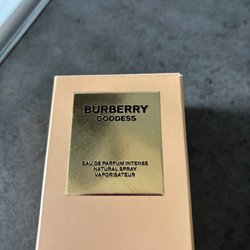 BURBERRY
GODDESS
EAU DE PARFUM INTENSE
NATURAL SPRAY
VAPORISATEUR